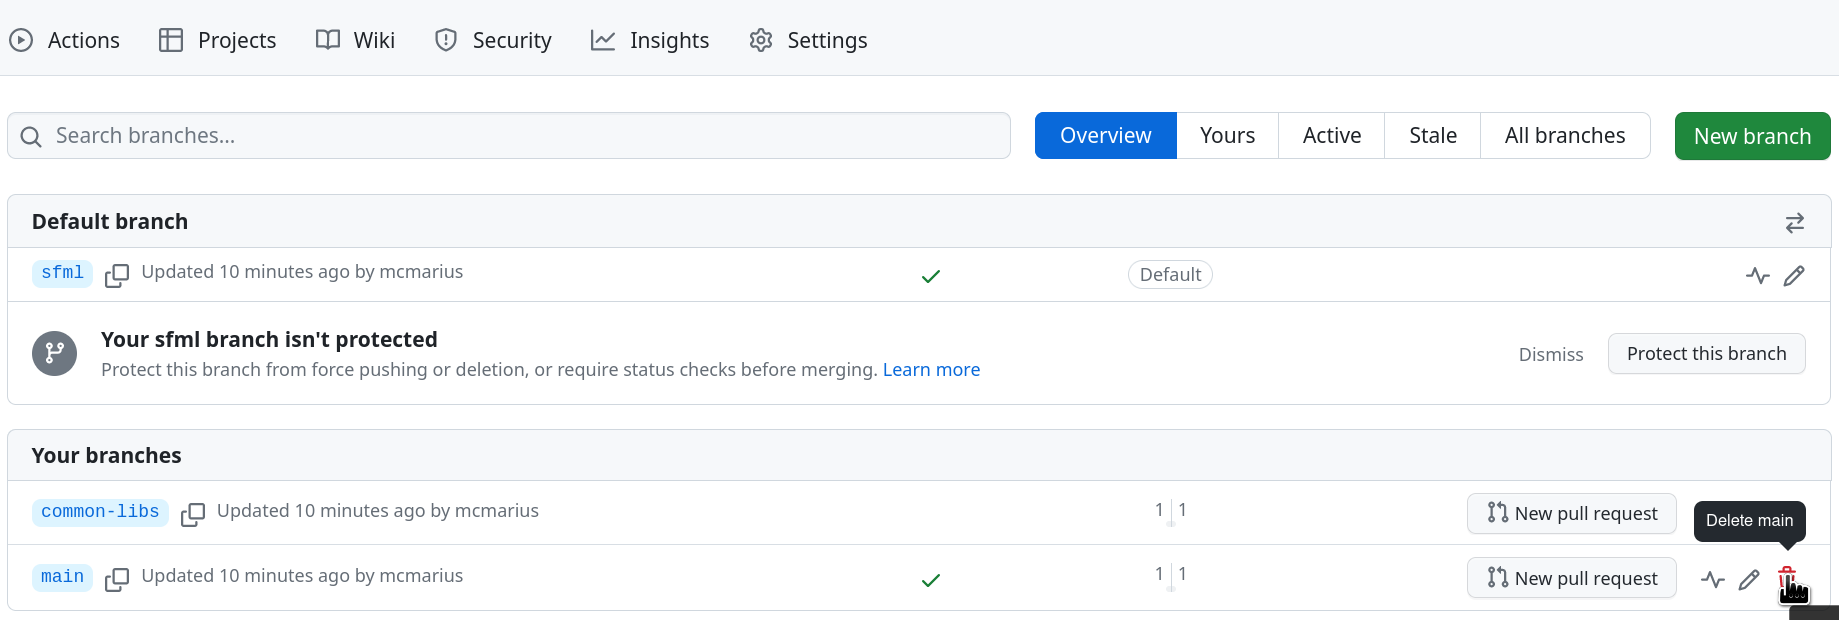 Actions Projects Wiki Security Insights Settings
Search branches...
Overview Yours Active Stale All branches New branch
Default branch
sfml Updated 10 minutes ago by mcmarius Default
Your sfml branch isn't protected
Protect this branch from force pushing or deletion, or require status checks before merging. Learn more
Dismiss Protect this branch
Your branches
common-libs Updated 10 minutes ago by mcmarius 1 1 New pull request
Delete main
main Updated 10 minutes ago by mcmarius 1 1 New pull request